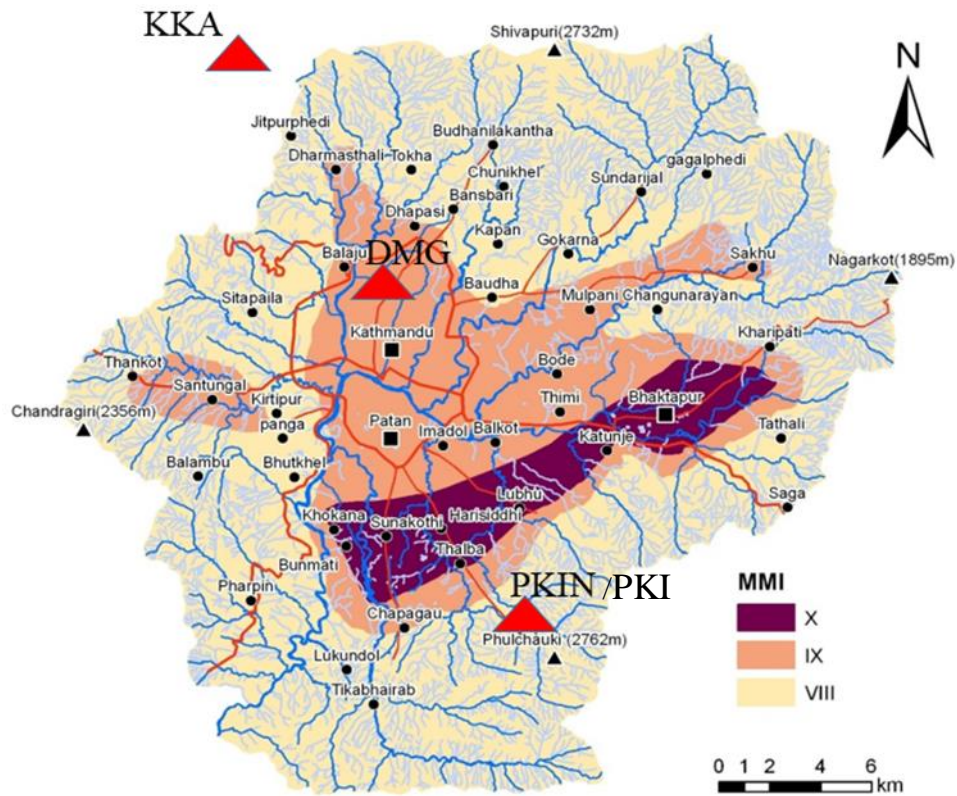 KKA
Shivapuri(2732m)
N
Jitpurphedi
Budhanilakantha
Dharmasthali
Tokha
Chunikhel
gagalphedi
Sundarijal
Bansbari
Dhapasi
Kapan
Gokarna
DMG
Balaju
Sakhu
Nagarkot(1895m)
Baudha
Sitapaila
Mulpani
Changunarayan
Kathmandu
Kharipati
Thankot
Bode
Santungal
Bhaktapur
Kirtipur
Thimi
Chandragiri(2356m)
panga
Patan
Imadol
Balkot
Katunje
Tathali
Balambu
Bhutkhel
Saga
Lubhu
Khokana
Sunakothi
Harisiddhi
Thalba
Bunmati
PKIN /PKI
MMI
Pharpin
X
Chapagau
Phulchauki (2762m)
IX
Lukundol
Tikabhairab
VIII
0 1 2 4 6
km